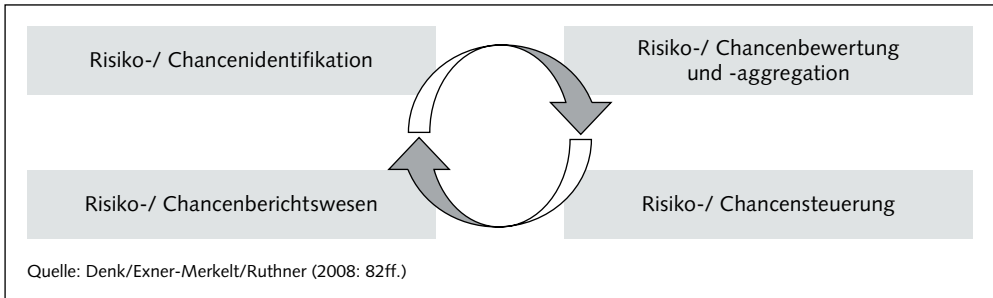 Risiko-/ Chancenidentifikation
Risiko-/ Chancenbewertung
und -aggregation
Risiko-/ Chancenberichtswesen
Risiko-/ Chancensteuerung
Quelle: Denk/Exner-Merkelt/Ruthner (2008: 82ff.)